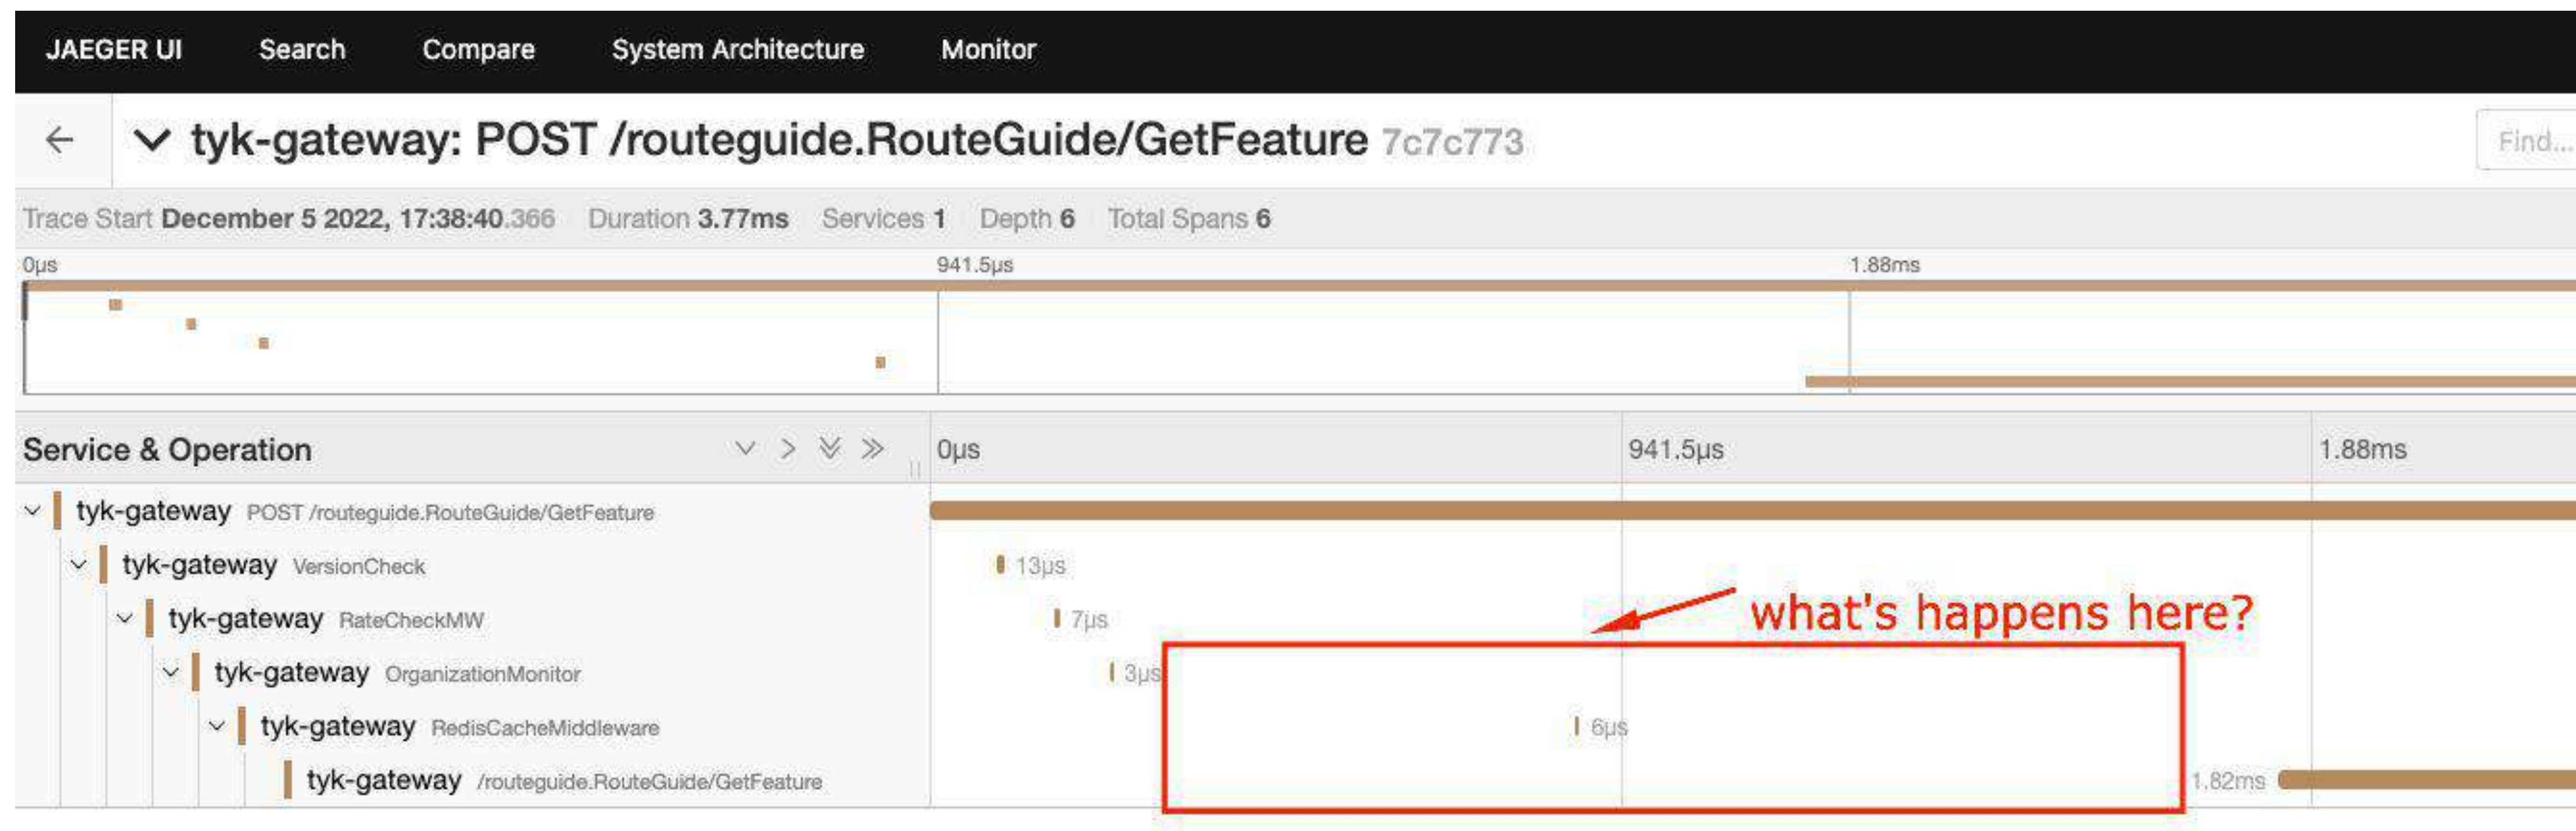 JAEGER UI Search Compare System Architecture Monitor
tyk-gateway: POST /routeguide.RouteGuide/GetFeature 7c7c773 Find...
Trace Start December 5 2022, 17:38:40.366 Duration 3.77ms Services 1 Depth 6 Total Spans 6
0μs 941.5μs 1.88ms
Service & Operation 0μs 941.5μs 1.88ms
tyk-gateway POST /routeguide.RouteGuide/GetFeature
tyk-gateway VersionCheck 13μs
tyk-gateway RateCheckMW 7μs what's happens here?
tyk-gateway OrganizationMonitor 3μs
tyk-gateway RedisCacheMiddleware 6μs
tyk-gateway /routeguide.RouteGuide/GetFeature 1.82ms